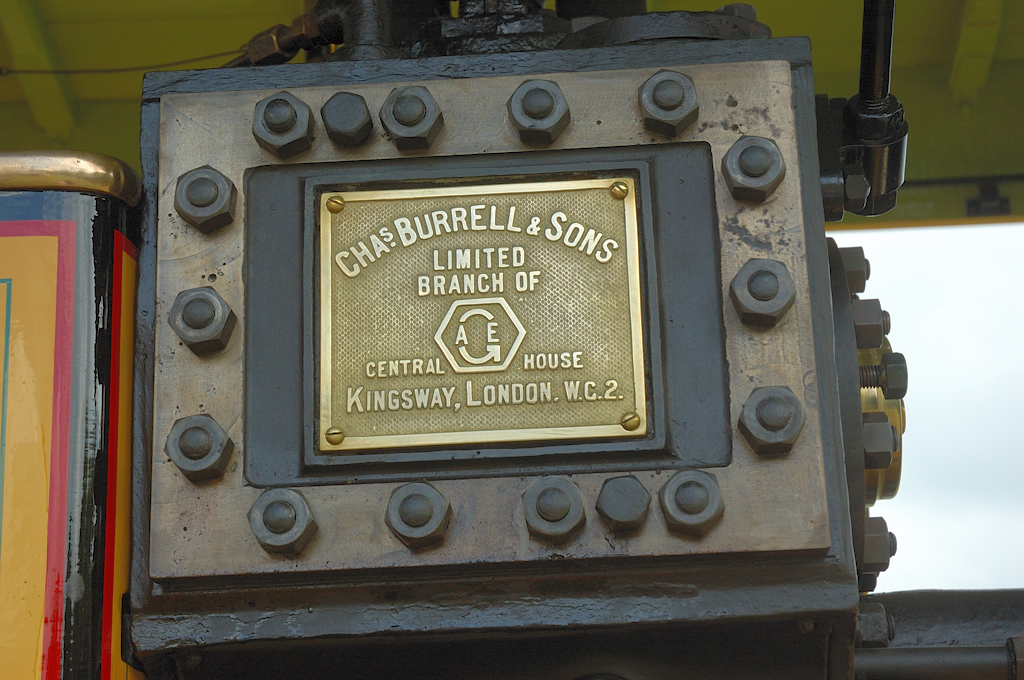 CHAS. BURRELL & SONS
LIMITED
BRANCH OF
AGE
CENTRAL HOUSE
KINGSWAY, LONDON. W.C.2.